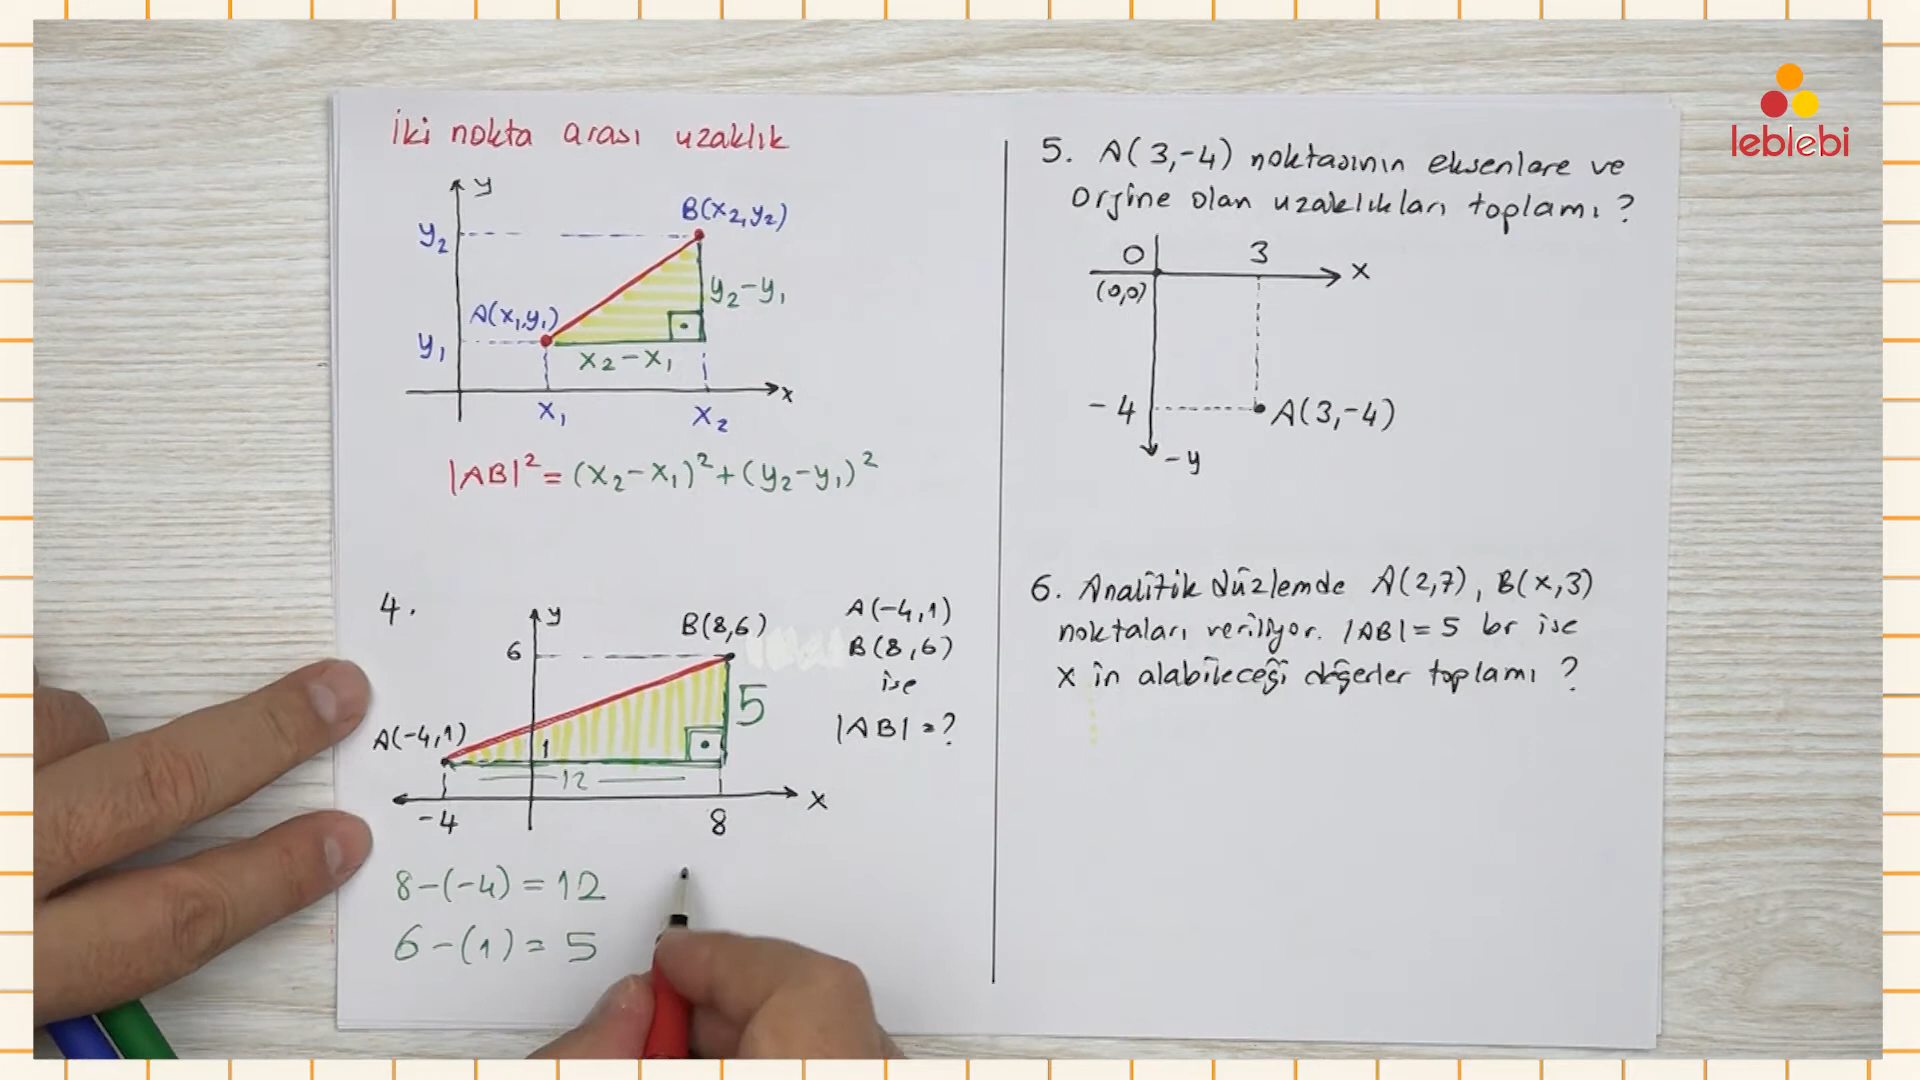 İki nokta arası uzaklık
y
B(x₂,y₂)
y₂
y₂-y₁
A(x₁,y₁)
y₁
x₂-x₁
x
x₁
x₂
|AB|²=(x₂-x₁)²+(y₂-y₁)²
4.
y
B(8,6)
6
5
A(-4,1)
1
12
x
-4
8
A(-4,1)
B(8,6)
ise
|AB|=?
8-(-4)=12
6-(1)=5
5. A(3,-4) noktasının eksenlere ve
Orjine olan uzaklıkları toplamı ?
0
3
x
(0,0)
-4
A(3,-4)
-y
6. Analitik düzlemde A(2,7), B(x,3)
noktaları veriliyor. |AB|=5 br ise
x in alabileceği değerler toplamı ?
leblebi